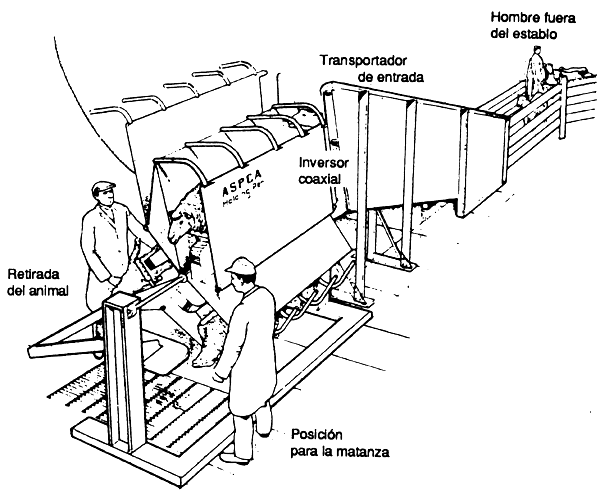 Hombre fuera
del establo
Transportador
de entrada
Inversor
coaxial
ASPCA
Retirada
del animal
Posición
para la matanza